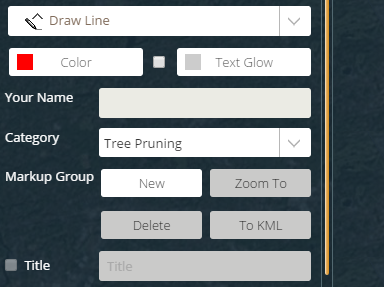 Draw Line
Color Text Glow
Your Name
Category Tree Pruning
Markup Group New Zoom To
Delete To KML
Title Title